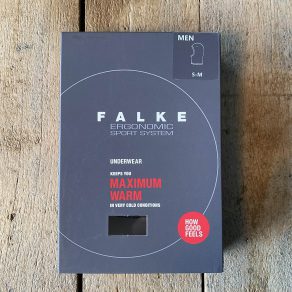 MEN
S-M
FALKE
ERGONOMIC
SPORT SYSTEM
UNDERWEAR
KEEPS YOU
MAXIMUM
WARM
IN VERY COLD CONDITIONS
HOW
GOOD
FEELS